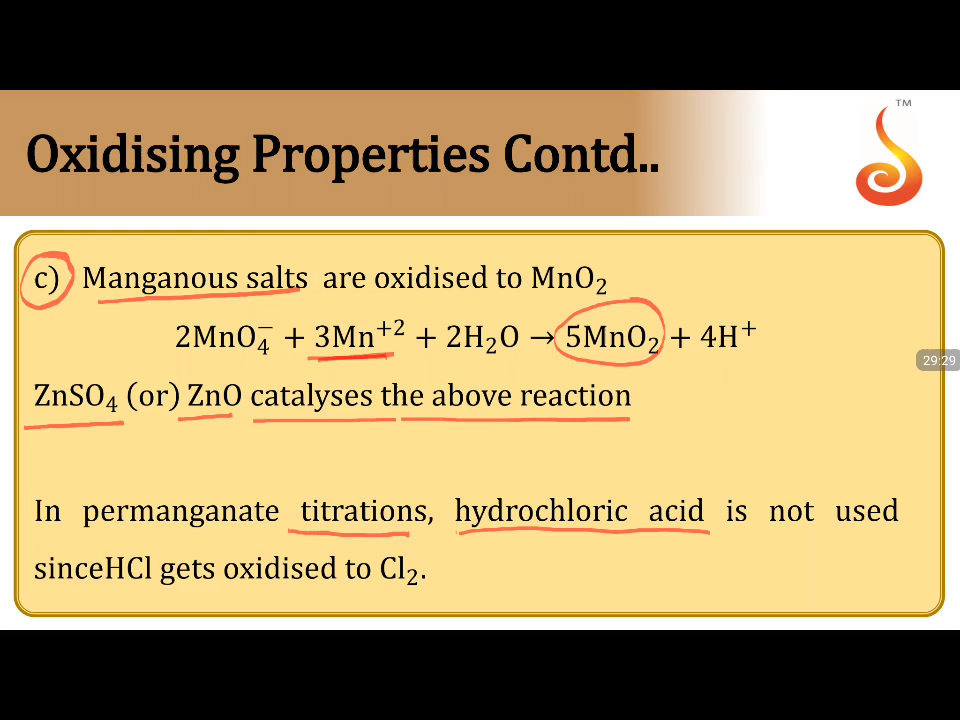 TM
Oxidising Properties Contd..
c) Manganous salts are oxidised to MnO₂
2MnO₄⁻ + 3Mn⁺² + 2H₂O → 5MnO₂ + 4H⁺
29:29
ZnSO₄ (or) ZnO catalyses the above reaction
In permanganate titrations, hydrochloric acid is not used
sinceHCl gets oxidised to Cl₂.